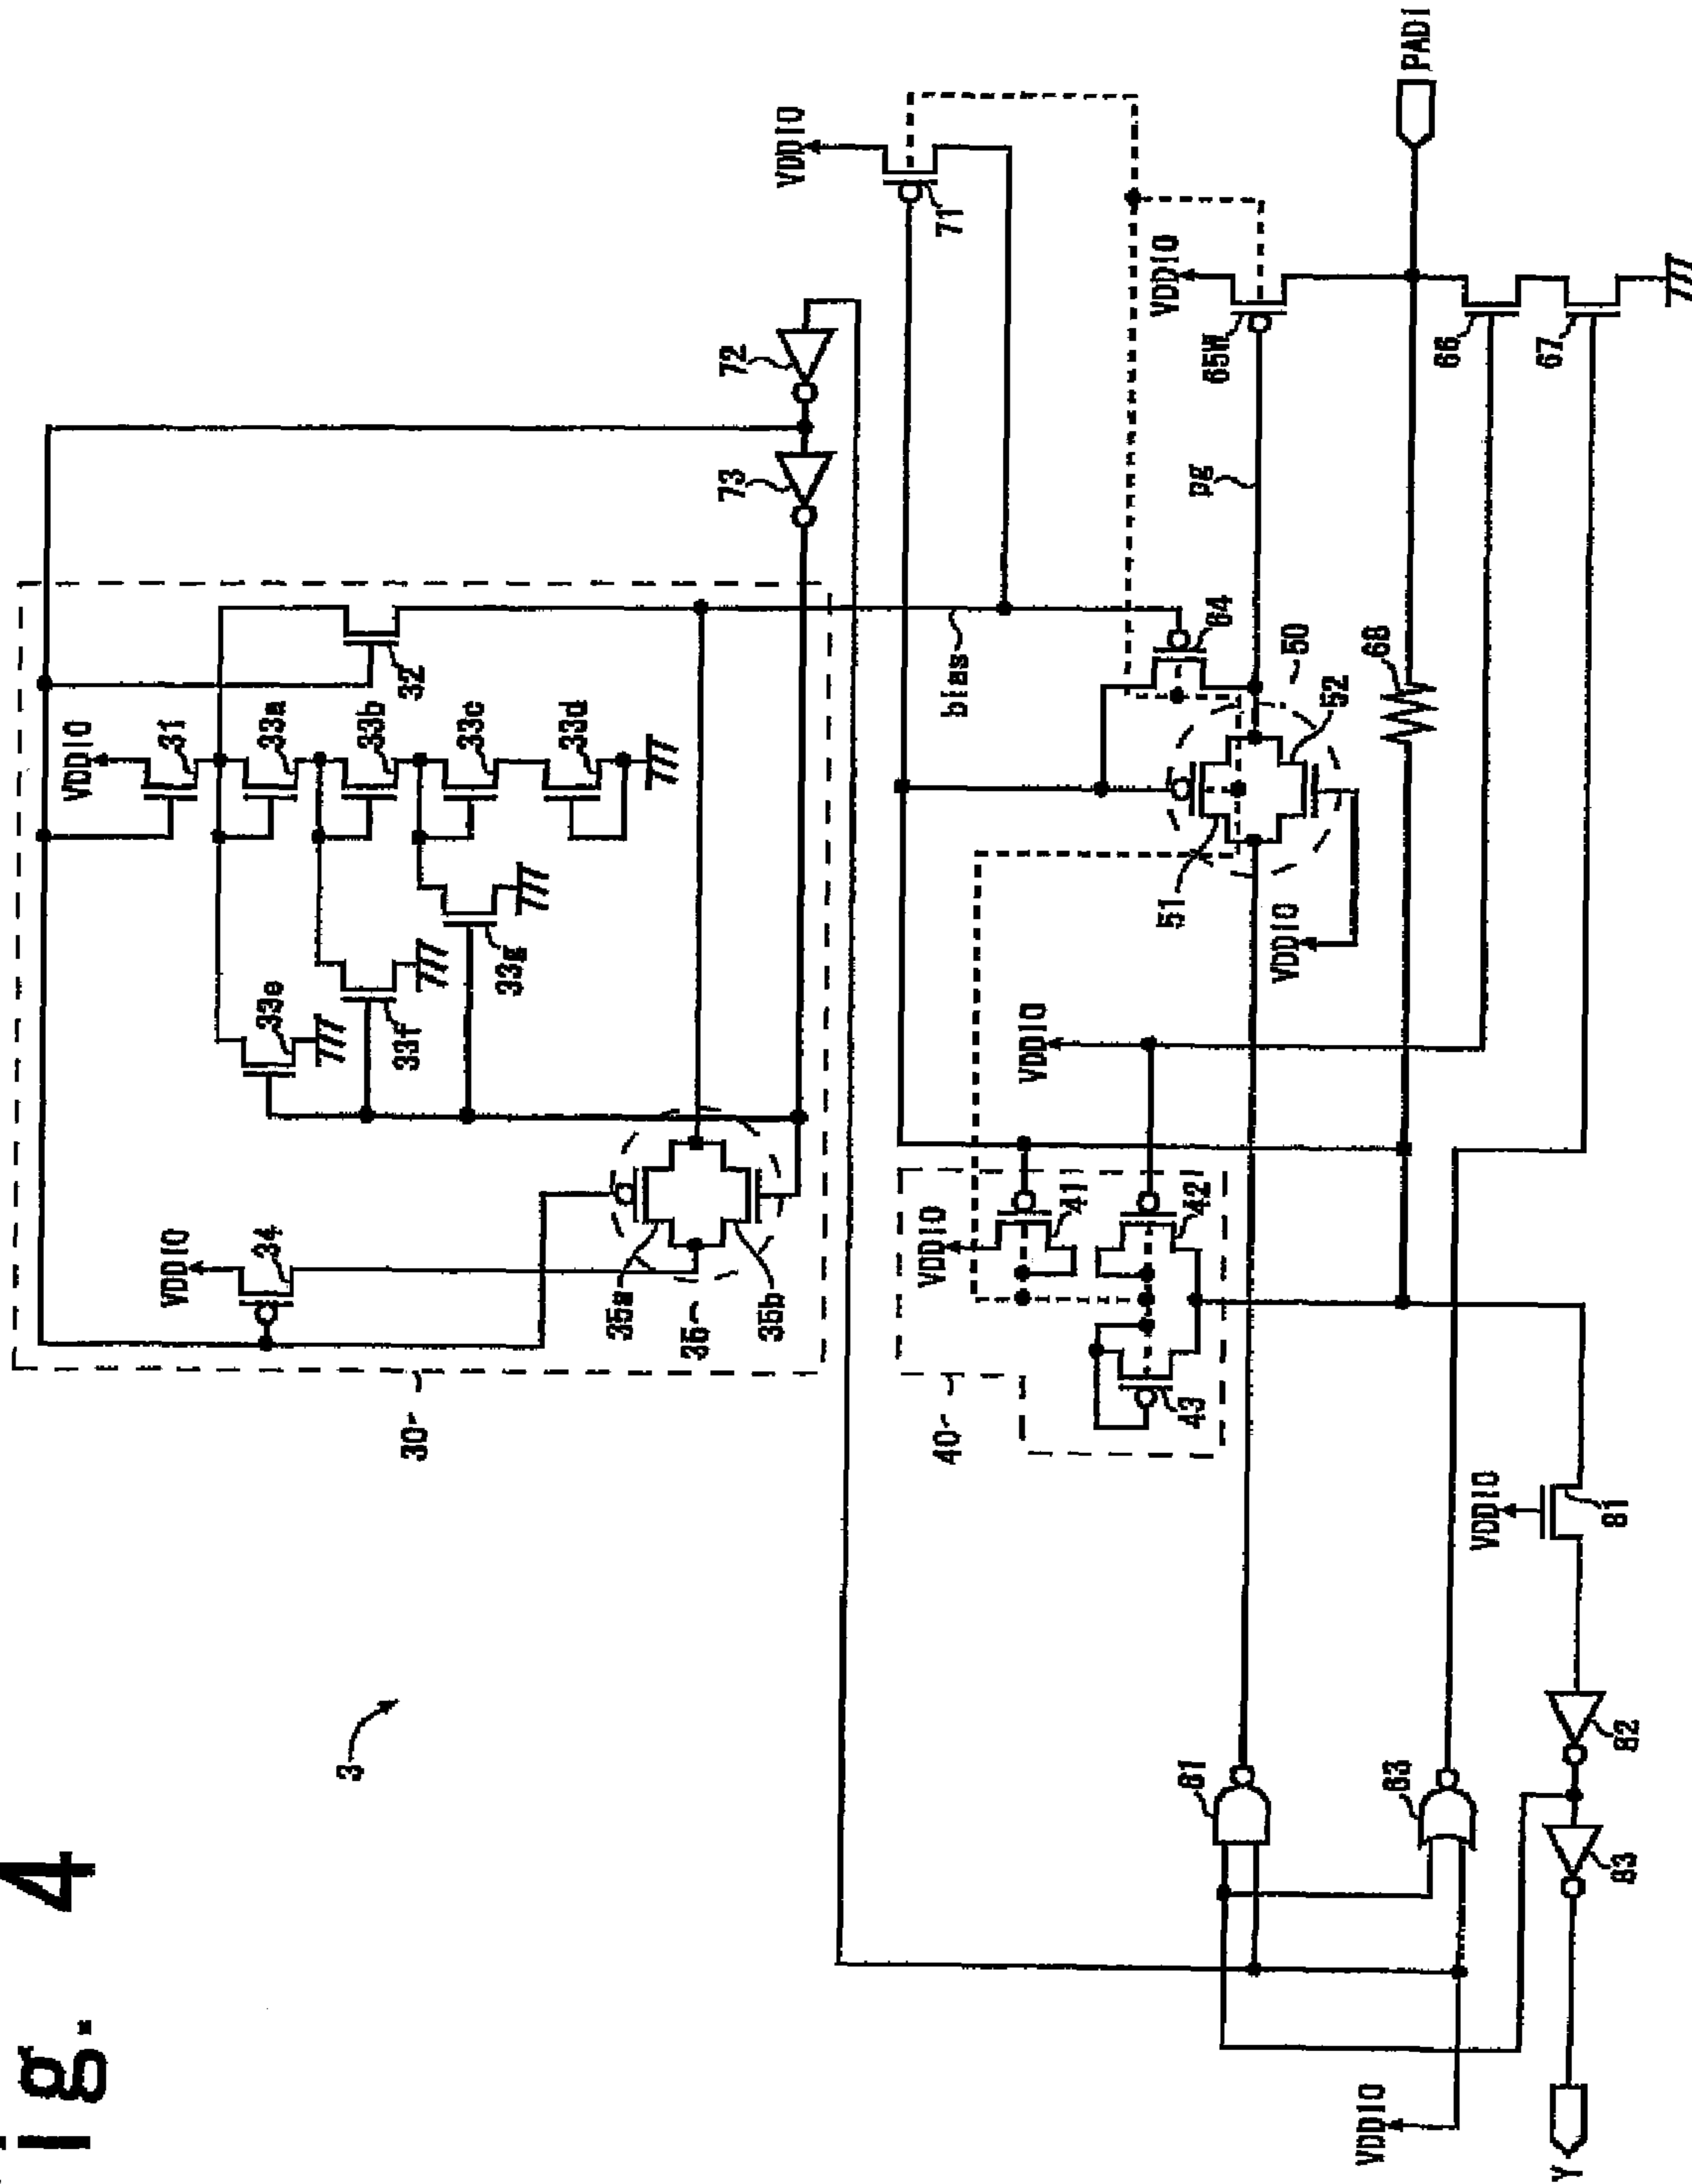 Fig. 4
3
30
VDDIO
34
35
35a
35b
33e
33f
33g
VDDIO
31
33a
33b
33c
33d
32
73
72
VDDIO
71
bias
40
VDDIO
41
42
43
VDDIO
51
VDDIO
50
52
64
pg
VDDIO
65W
66
67
68
PAD1
61
63
VDDIO
VDDIO
81
82
83
Y